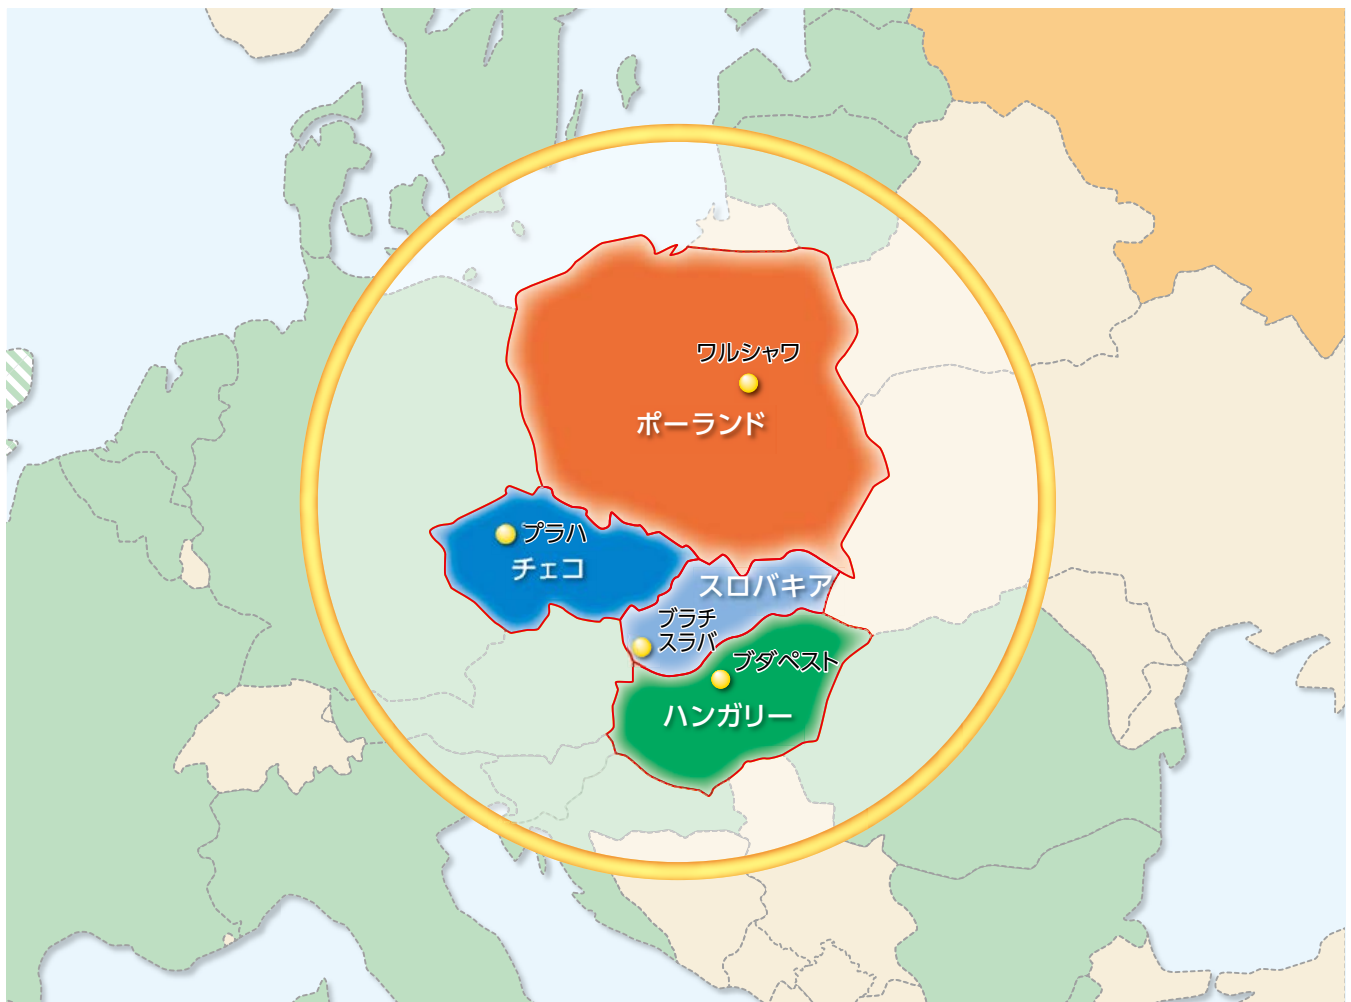 ワルシャワ
ポーランド
プラハ
チェコ
スロバキア
ブラチ
スラバ
ブダペスト
ハンガリー